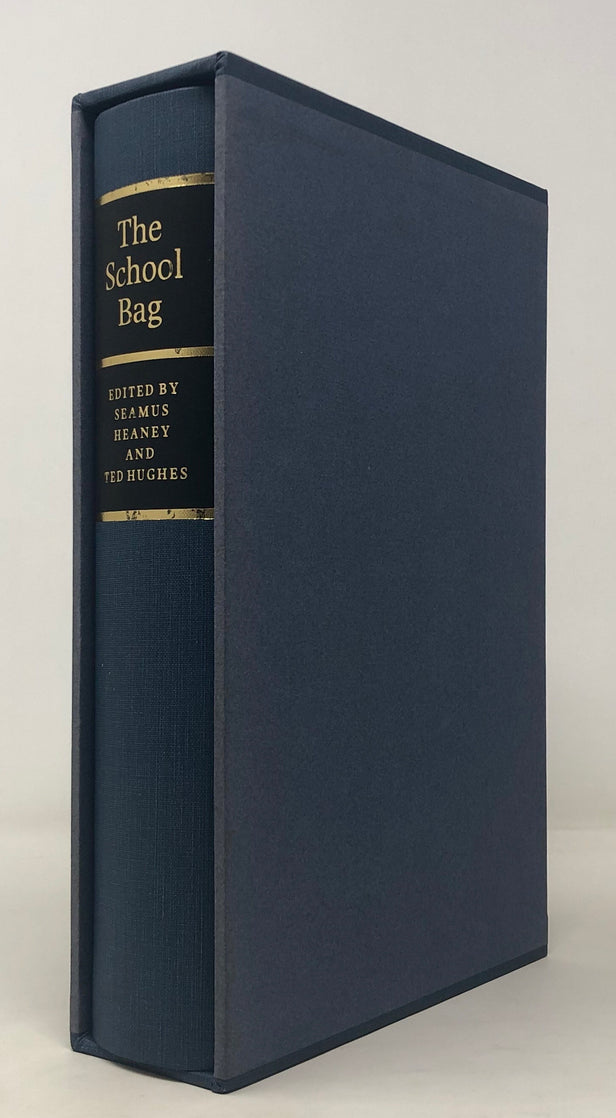 The
School
Bag
EDITED BY
SEAMUS
HEANEY
AND
TED HUGHES